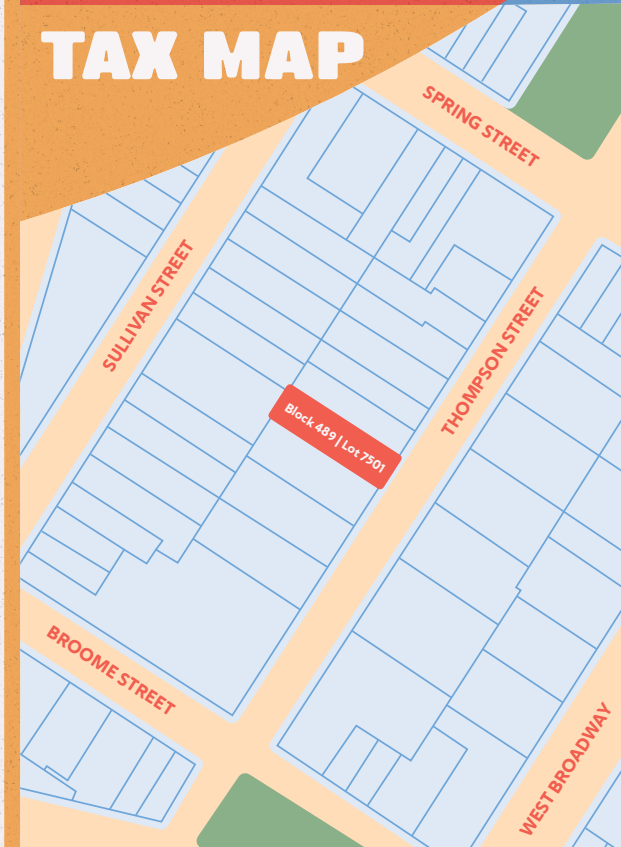 TAX MAP
SPRING STREET
SULLIVAN STREET
THOMPSON STREET
Block 489 | Lot 7501
BROOME STREET
WEST BROADWAY